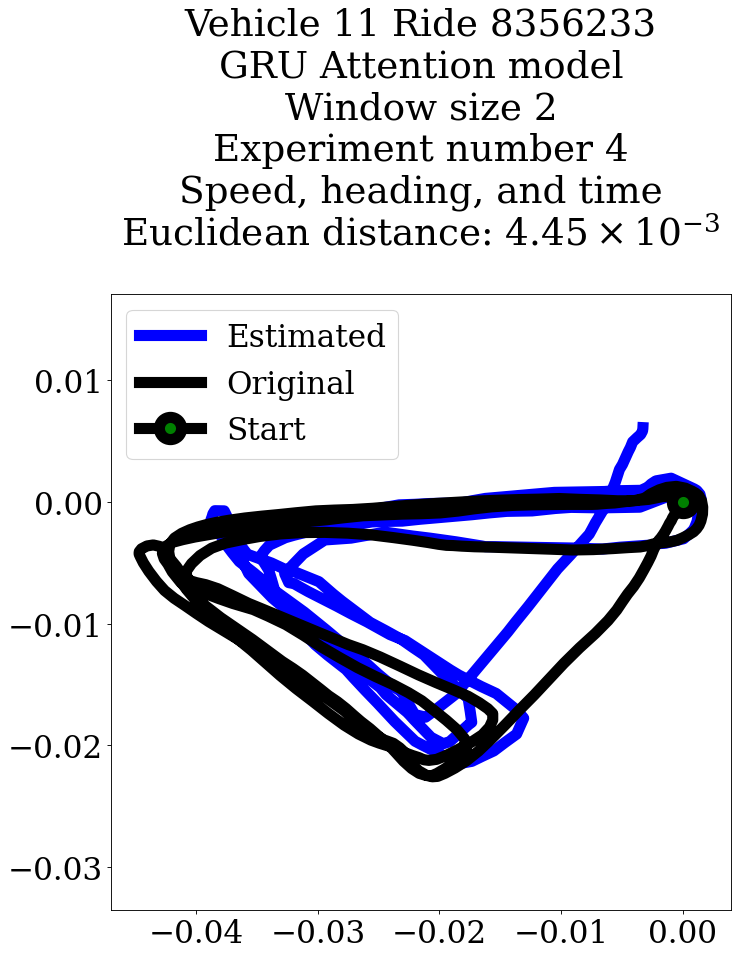 Vehicle 11 Ride 8356233
GRU Attention model
Window size 2
Experiment number 4
Speed, heading, and time
Euclidean distance: 4.45 × 10⁻³
Estimated
Original
Start
0.01
0.00
−0.01
−0.02
−0.03
−0.04 −0.03 −0.02 −0.01 0.00